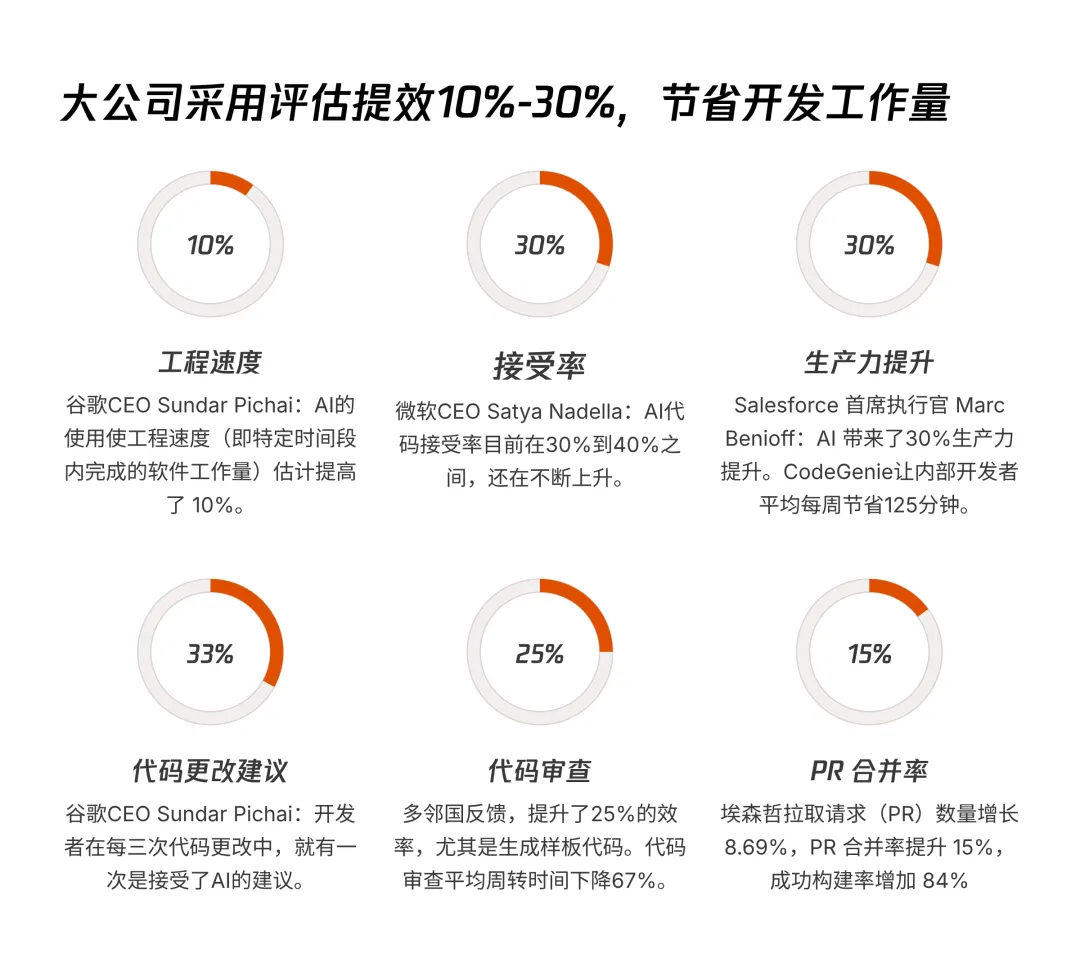 大公司采用评估提效10%-30%，节省开发工作量
10%
30%
30%
工程速度
谷歌CEO Sundar Pichai：AI的
使用使工程速度（即特定时间段
内完成的软件工作量）估计提高
了 10%。
接受率
微软CEO Satya Nadella：AI代
码接受率目前在30%到40%之
间，还在不断上升。
生产力提升
Salesforce 首席执行官 Marc
Benioff：AI 带来了30%生产力
提升。CodeGenie让内部开发者
平均每周节省125分钟。
33%
25%
15%
代码更改建议
谷歌CEO Sundar Pichai：开发
者在每三次代码更改中，就有一
次是接受了AI的建议。
代码审查
多邻国反馈，提升了25%的效
率，尤其是生成样板代码。代码
审查平均周转时间下降67%。
PR 合并率
埃森哲拉取请求（PR）数量增长
8.69%，PR 合并率提升 15%，
成功构建率增加 84%